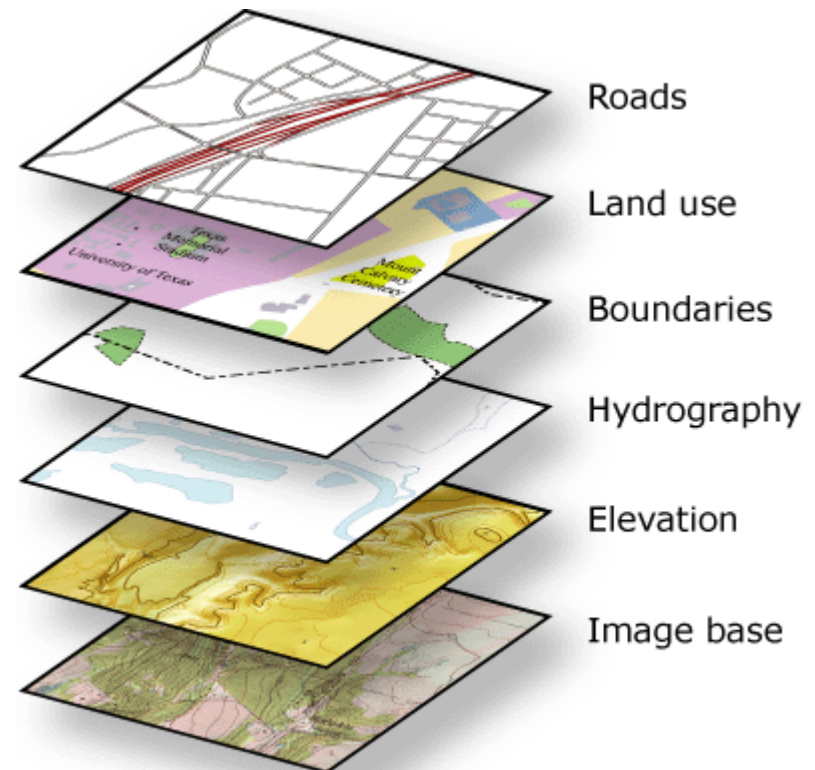 Roads
Land use
Texas
Memorial
Stadium
University of Texas
Mount
Calvary
Cemetery
Boundaries
Hydrography
Elevation
Image base